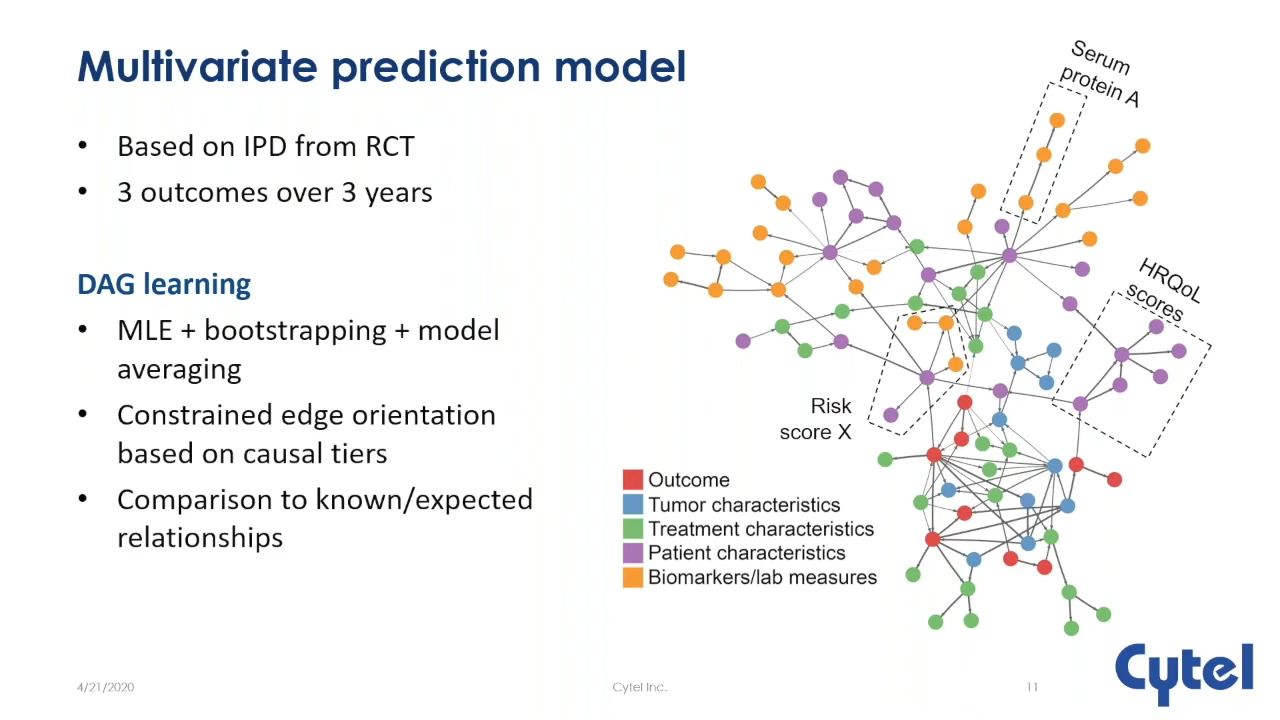 Multivariate prediction model
• Based on IPD from RCT
• 3 outcomes over 3 years
DAG learning
• MLE + bootstrapping + model
averaging
• Constrained edge orientation
based on causal tiers
• Comparison to known/expected
relationships
Serum
protein A
HRQoL
scores
Risk
score X
Outcome
Tumor characteristics
Treatment characteristics
Patient characteristics
Biomarkers/lab measures
4/21/2020
Cytel Inc.
11
Cytel